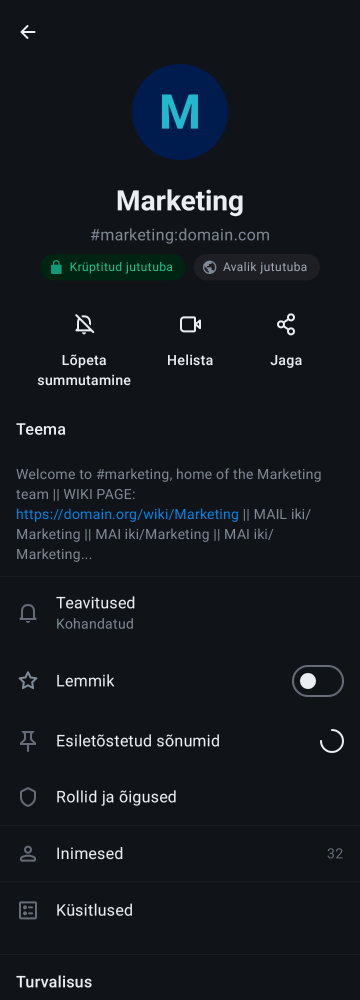 M
Marketing
#marketing:domain.com
Krüptitud jututuba
Avalik jututuba
Lõpeta
summutamine
Helista
Jaga
Teema
Welcome to #marketing, home of the Marketing
team || WIKI PAGE:
https://domain.org/wiki/Marketing || MAIL iki/
Marketing || MAI iki/Marketing || MAI iki/
Marketing...
Teavitused
Kohandatud
Lemmik
Esiletõstetud sõnumid
Rollid ja õigused
Inimesed 32
Küsitlused
Turvalisus